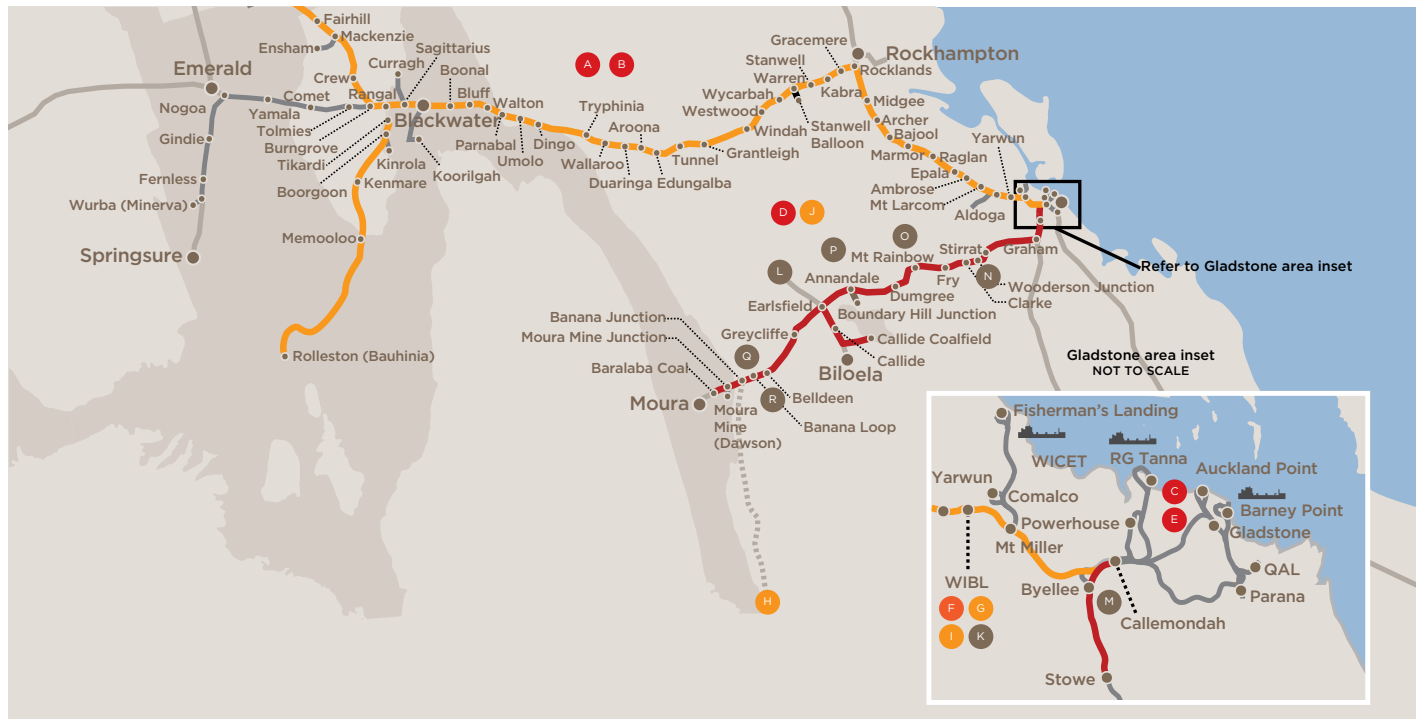 Fairhill
Mackenzie
Ensham
Sagittarius
Curragh
Gracemere
Rockhampton
Stanwell
Emerald
Crew
Boonal
A
B
Warren
Rocklands
Comet
Rangal
Bluff
Wycarbah
Kabra
Nogoa
Yamala
Blackwater
Walton
Tryphinia
Westwood
Midgee
Tolmies
Aroona
Stanwell
Balloon
Archer
Gindie
Burngrove
Parnabal
Dingo
Windah
Bajool
Yarwun
Tikardi
Kinrola
Umolo
Wallaroo
Tunnel
Grantleigh
Marmor
Raglan
Fernless
Boorgoon
Kenmare
Koorilgah
Duaringa
Edungalba
Epala
Wurba (Minerva)
Ambrose
Mt Larcom
D
J
Aldoga
Memooloo
O
Springsure
P
Mt Rainbow
Stirrat
Graham
Refer to Gladstone area inset
L
Annandale
Fry
N
Wooderson Junction
Dumgree
Clarke
Earlsfield
Boundary Hill Junction
Banana Junction
Greycliffe
Callide Coalfield
Moura Mine Junction
Rolleston (Bauhinia)
Q
Callide
Gladstone area inset
NOT TO SCALE
Baralaba Coal
Biloela
Moura
R
Belldeen
Moura
Mine
(Dawson)
Banana Loop
H
Fisherman's Landing
WICET
RG Tanna
Auckland Point
Yarwun
Comalco
C
Barney Point
Powerhouse
E
Gladstone
Mt Miller
WIBL
Byellee
QAL
Parana
F
G
M
Callemondah
I
K
Stowe